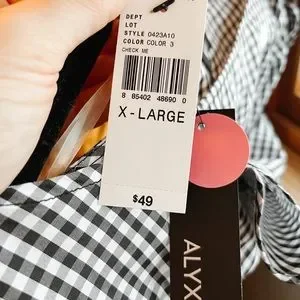 DEPT
LOT
STYLE 0423A10
COLOR COLOR 3
CHECK ME
8 85402 48690 0
X-LARGE
$49
ALYX